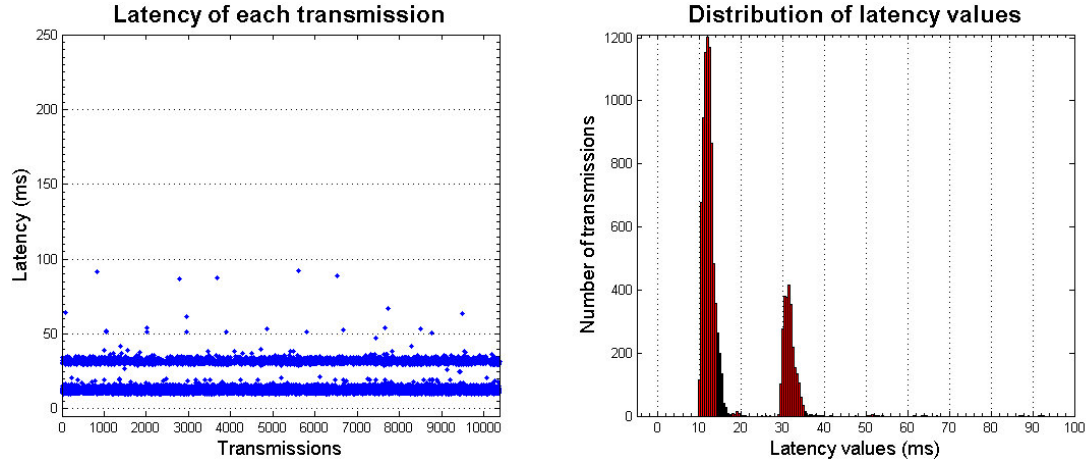 Latency of each transmission
250
200
150
100
50
0
Latency (ms)
0 1000 2000 3000 4000 5000 6000 7000 8000 9000 10000
Transmissions
Distribution of latency values
1200
1000
800
600
400
200
0
Number of transmissions
0 10 20 30 40 50 60 70 80 90 100
Latency values (ms)